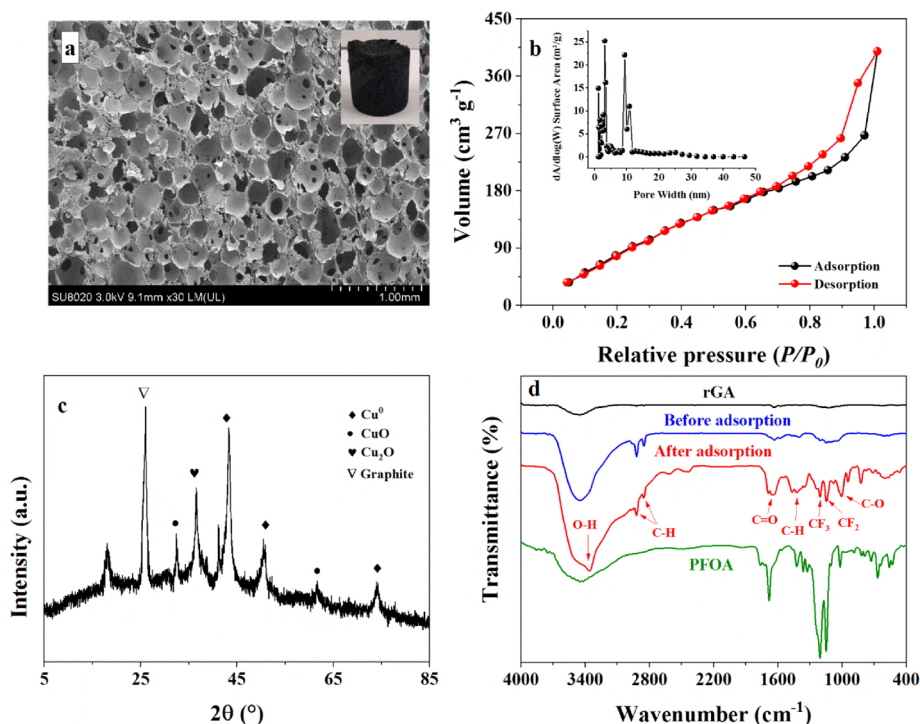 a
SU8020 3.0kV 9.1mm x30 LM(UL)
1.00mm
b
Volume (cm³ g⁻¹)
450
360
270
180
90
0
0.0 0.2 0.4 0.6 0.8 1.0
Relative pressure (P/P₀)
Adsorption
Desorption
dA/dlog(W) Surface Area (m²/g)
25
20
15
10
5
0
0 10 20 30 40 50
Pore Width (nm)
c
Intensity (a.u.)
▽
♦
♥
●
♦
●
♦
♦ Cu⁰
● CuO
♥ Cu₂O
▽ Graphite
5 25 45 65 85
2θ (°)
d
Transmittance (%)
rGA
Before adsorption
After adsorption
C=O
O-H
C-H
C-H
CF₃
CF₂
C-O
PFOA
4000 3400 2800 2200 1600 1000 400
Wavenumber (cm⁻¹)